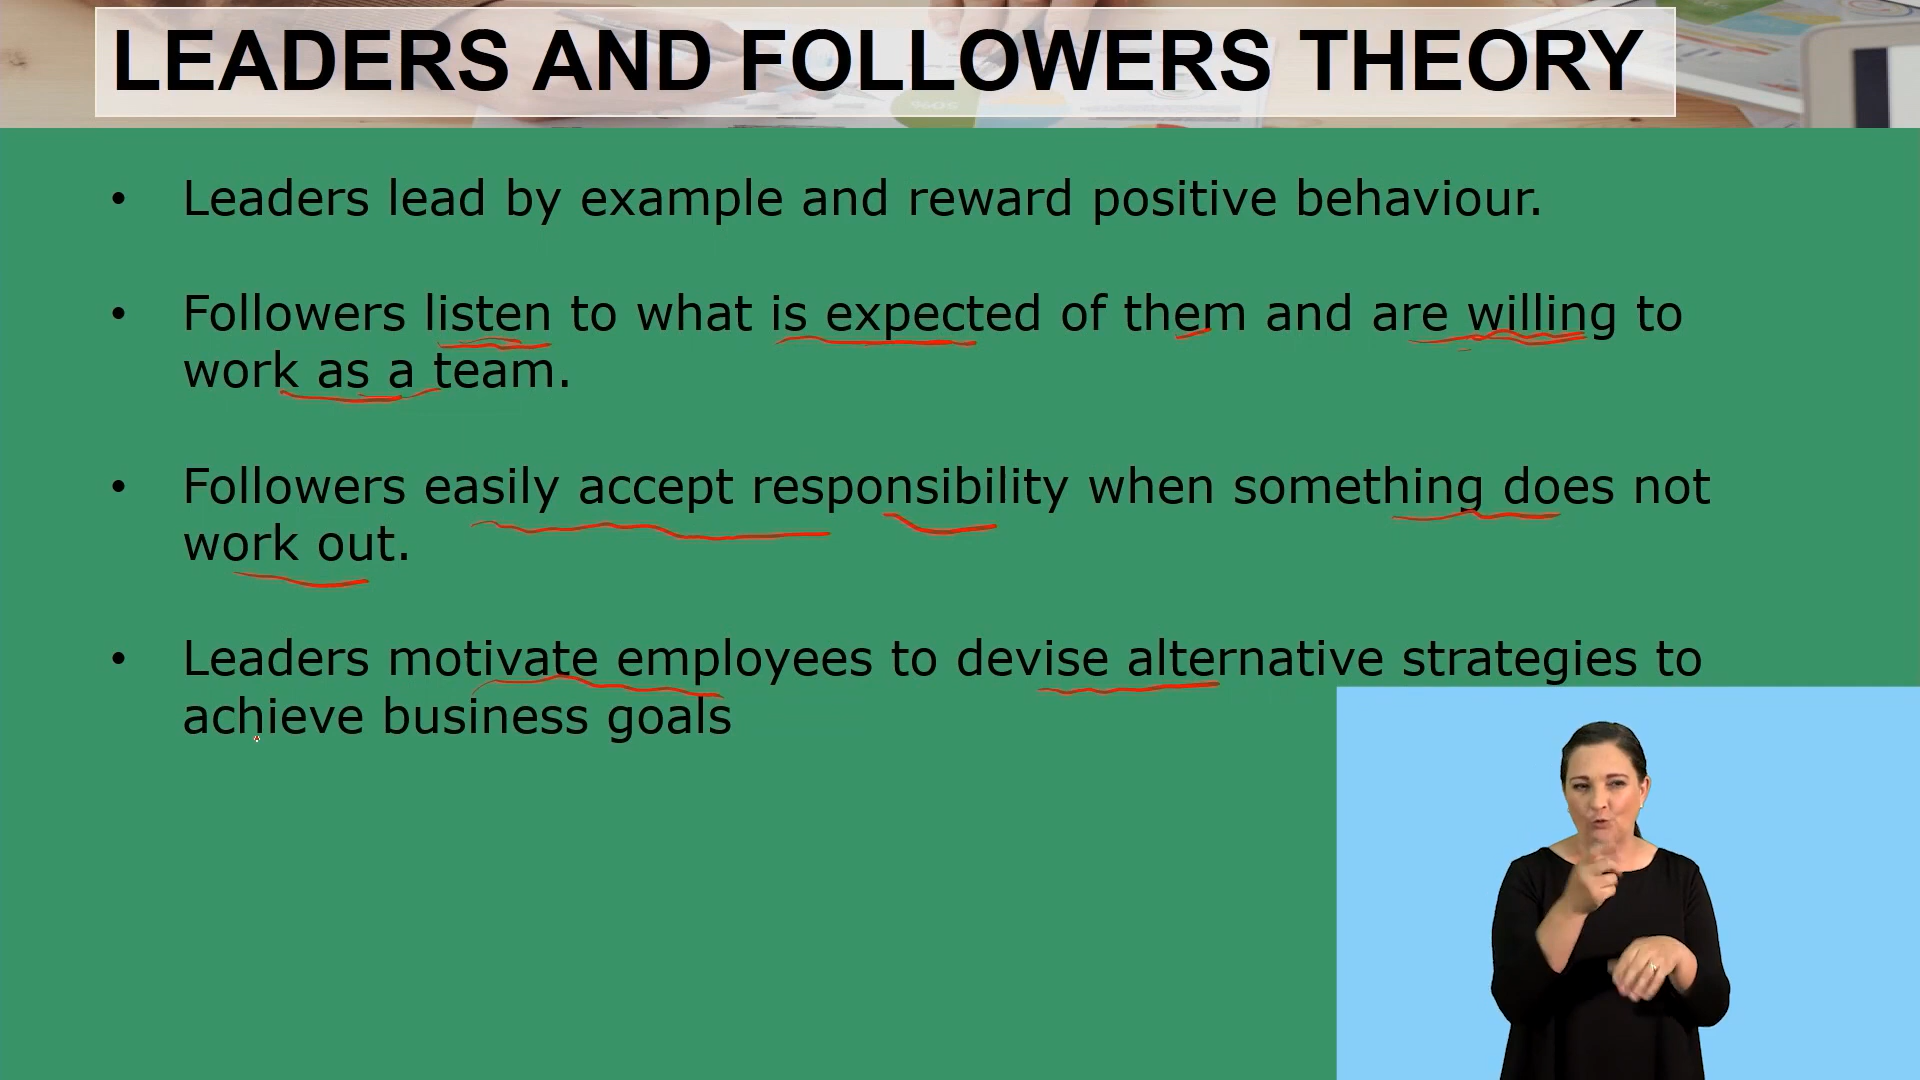 LEADERS AND FOLLOWERS THEORY
• Leaders lead by example and reward positive behaviour.
• Followers listen to what is expected of them and are willing to
work as a team.
• Followers easily accept responsibility when something does not
work out.
• Leaders motivate employees to devise alternative strategies to
achieve business goals